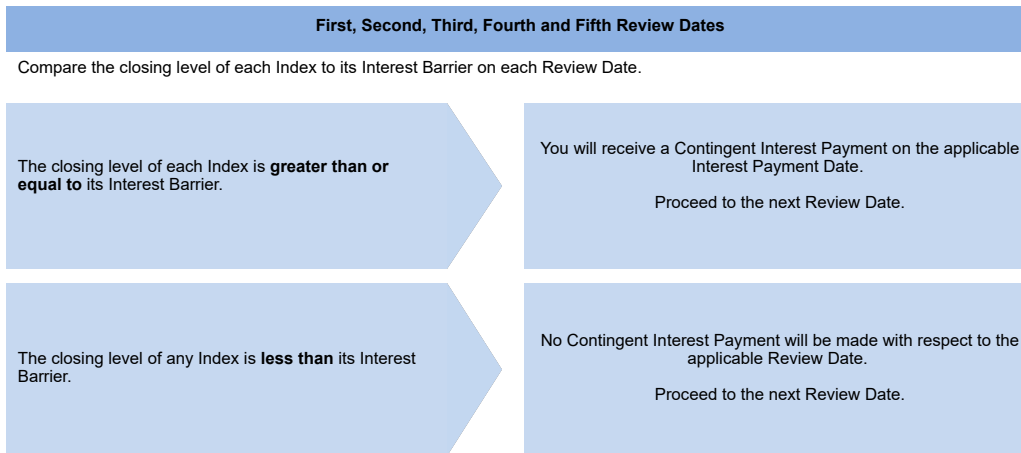 First, Second, Third, Fourth and Fifth Review Dates
Compare the closing level of each Index to its Interest Barrier on each Review Date.
The closing level of each Index is greater than or
equal to its Interest Barrier.
You will receive a Contingent Interest Payment on the applicable
Interest Payment Date.
Proceed to the next Review Date.
The closing level of any Index is less than its Interest
Barrier.
No Contingent Interest Payment will be made with respect to the
applicable Review Date.
Proceed to the next Review Date.